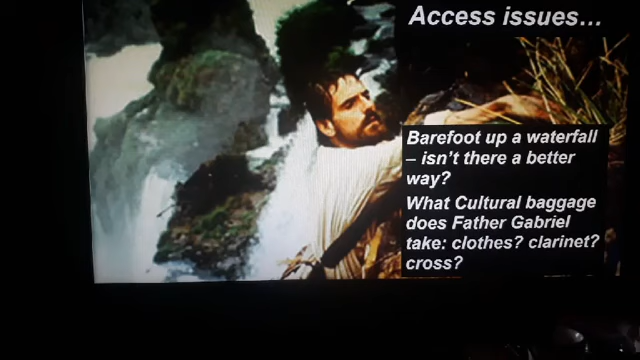 Access issues...
Barefoot up a waterfall
– isn't there a better
way?
What Cultural baggage
does Father Gabriel
take: clothes? clarinet?
cross?